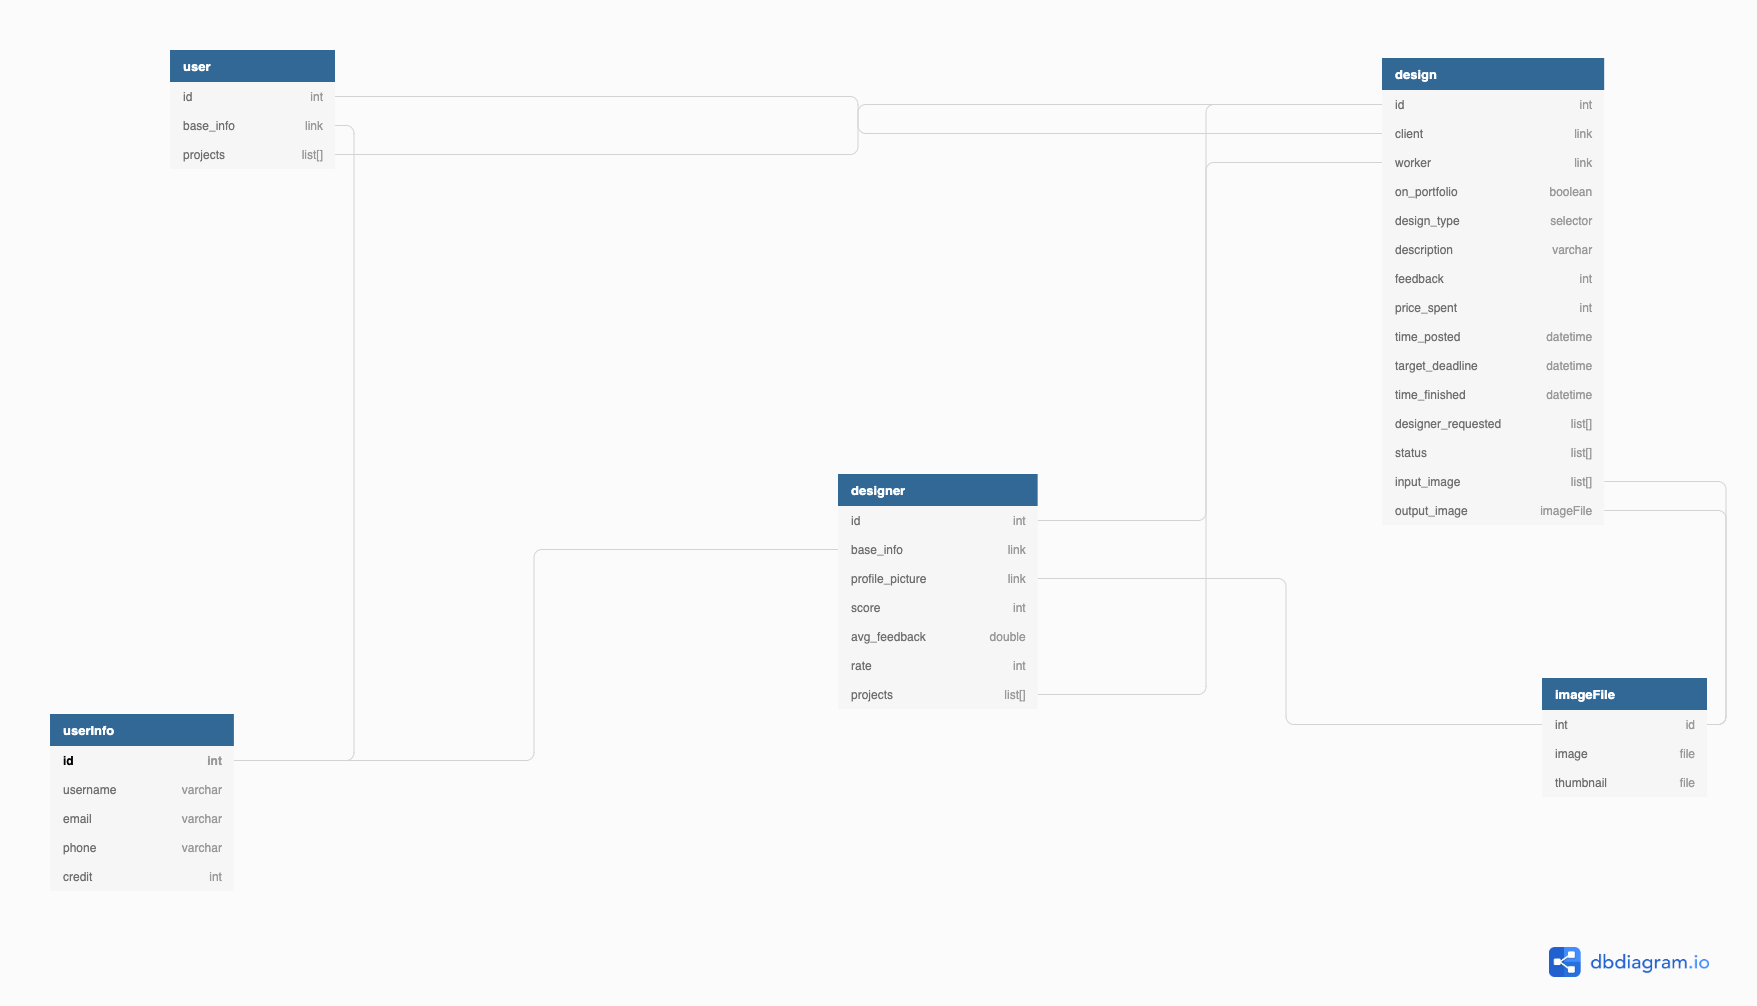 user
id int
base_info link
projects list[]
design
id int
client link
worker link
on_portfolio boolean
design_type selector
description varchar
feedback int
price_spent int
time_posted datetime
target_deadline datetime
time_finished datetime
designer_requested list[]
status list[]
input_image list[]
output_image imageFile
designer
id int
base_info link
profile_picture link
score int
avg_feedback double
rate int
projects list[]
userInfo
id int
username varchar
email varchar
phone varchar
credit int
imageFile
int id
image file
thumbnail file
dbdiagram.io